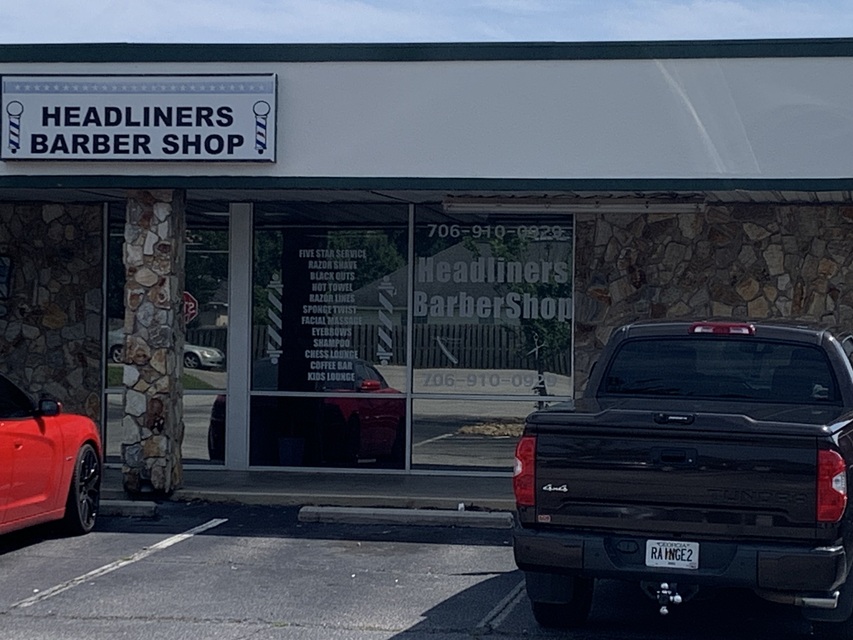 HEADLINERS
BARBER SHOP
706-910-0929
Headliners
BarberShop
706-910-0929
FIVE STAR SERVICE
RAZOR SHAVE
BLACK OUTS
HOT TOWEL
RAZOR LINES
SPONGE TWIST
FACIAL MASSAGE
EYEBROWS
SHAMPOO
CHESS LOUNGE
COFFEE BAR
KIDS LOUNGE
4x4
TUNDRA
GEORGIA